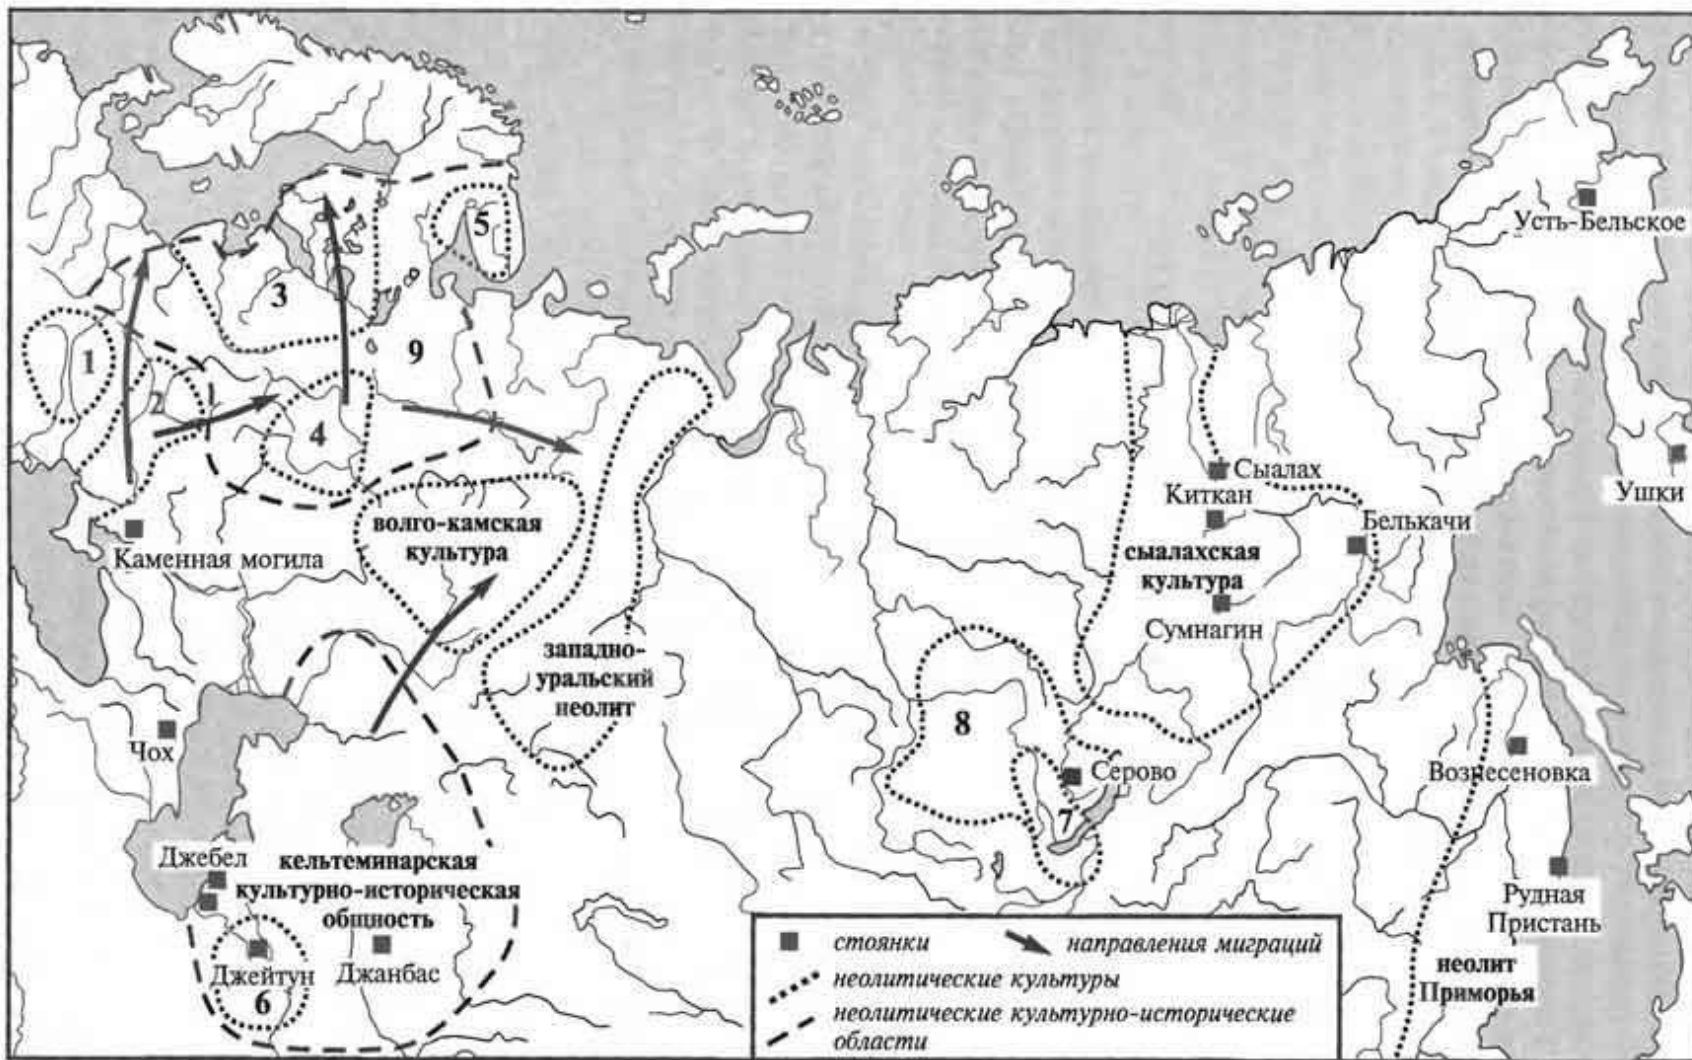 Усть-Бельское
5
3
1
9
2
4
Сыалах
Киткан
Ушки
Белькачи
волго-камская
культура
Каменная могила
сыалахская
культура
Сумнагин
западно-
уральский
неолит
8
Чох
Серово
Вознесеновка
7
Джебел
кельтеминарская
культурно-историческая
общность
Рудная
Пристань
Джейтун
Джанбас
6
неолит
Приморья
стоянки
направления миграций
неолитические культуры
неолитические культурно-исторические
области